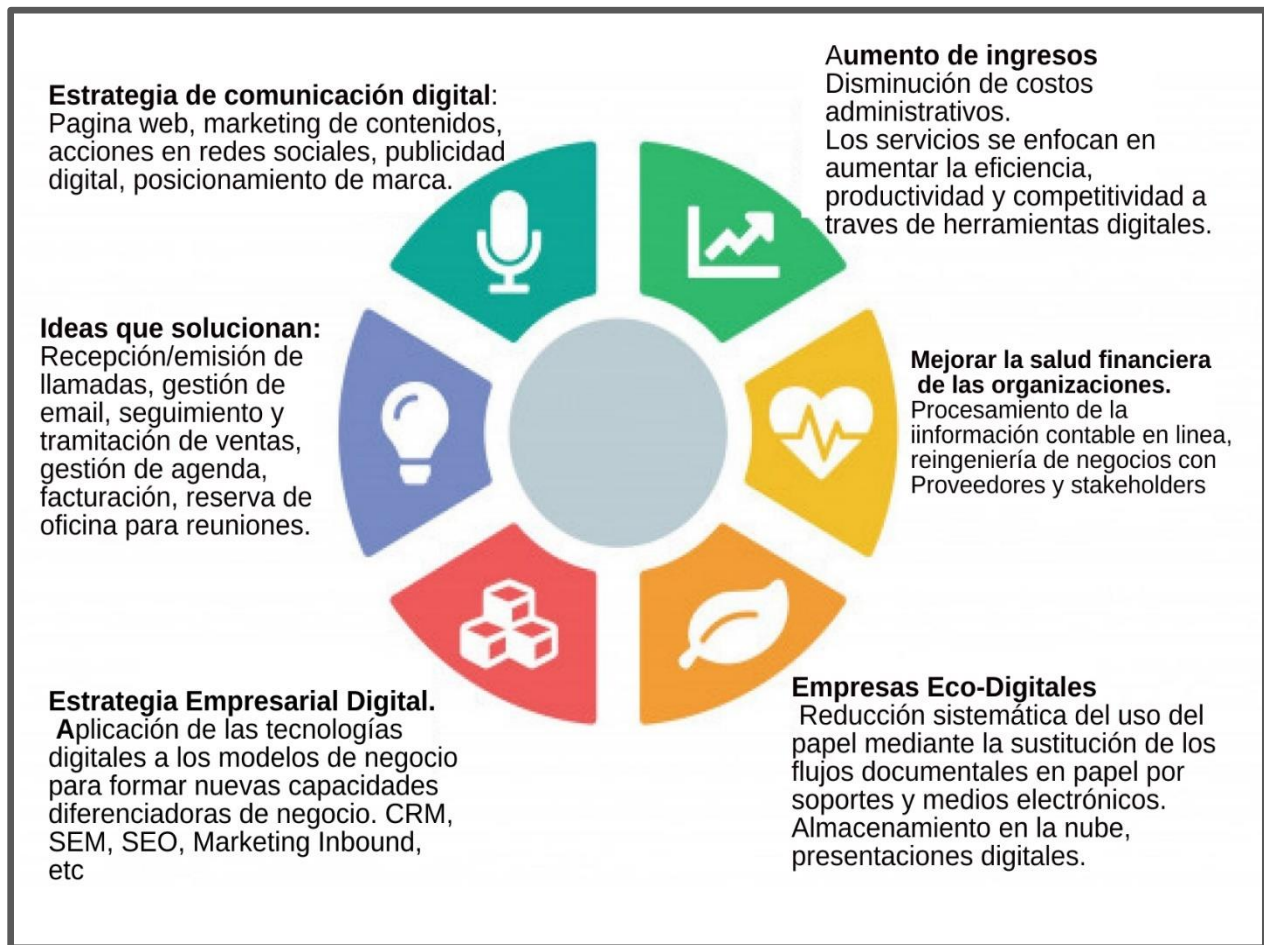 Estrategia de comunicación digital:
Pagina web, marketing de contenidos,
acciones en redes sociales, publicidad
digital, posicionamiento de marca.
Aumento de ingresos
Disminución de costos
administrativos.
Los servicios se enfocan en
aumentar la eficiencia,
productividad y competitividad a
traves de herramientas digitales.
Ideas que solucionan:
Recepción/emisión de
llamadas, gestión de
email, seguimiento y
tramitación de ventas,
gestión de agenda,
facturación, reserva de
oficina para reuniones.
Mejorar la salud financiera
de las organizaciones.
Procesamiento de la
iinformación contable en linea,
reingeniería de negocios con
Proveedores y stakeholders
Estrategia Empresarial Digital.
Aplicación de las tecnologías
digitales a los modelos de negocio
para formar nuevas capacidades
diferenciadoras de negocio. CRM,
SEM, SEO, Marketing Inbound,
etc
Empresas Eco-Digitales
Reducción sistemática del uso del
papel mediante la sustitución de los
flujos documentales en papel por
soportes y medios electrónicos.
Almacenamiento en la nube,
presentaciones digitales.